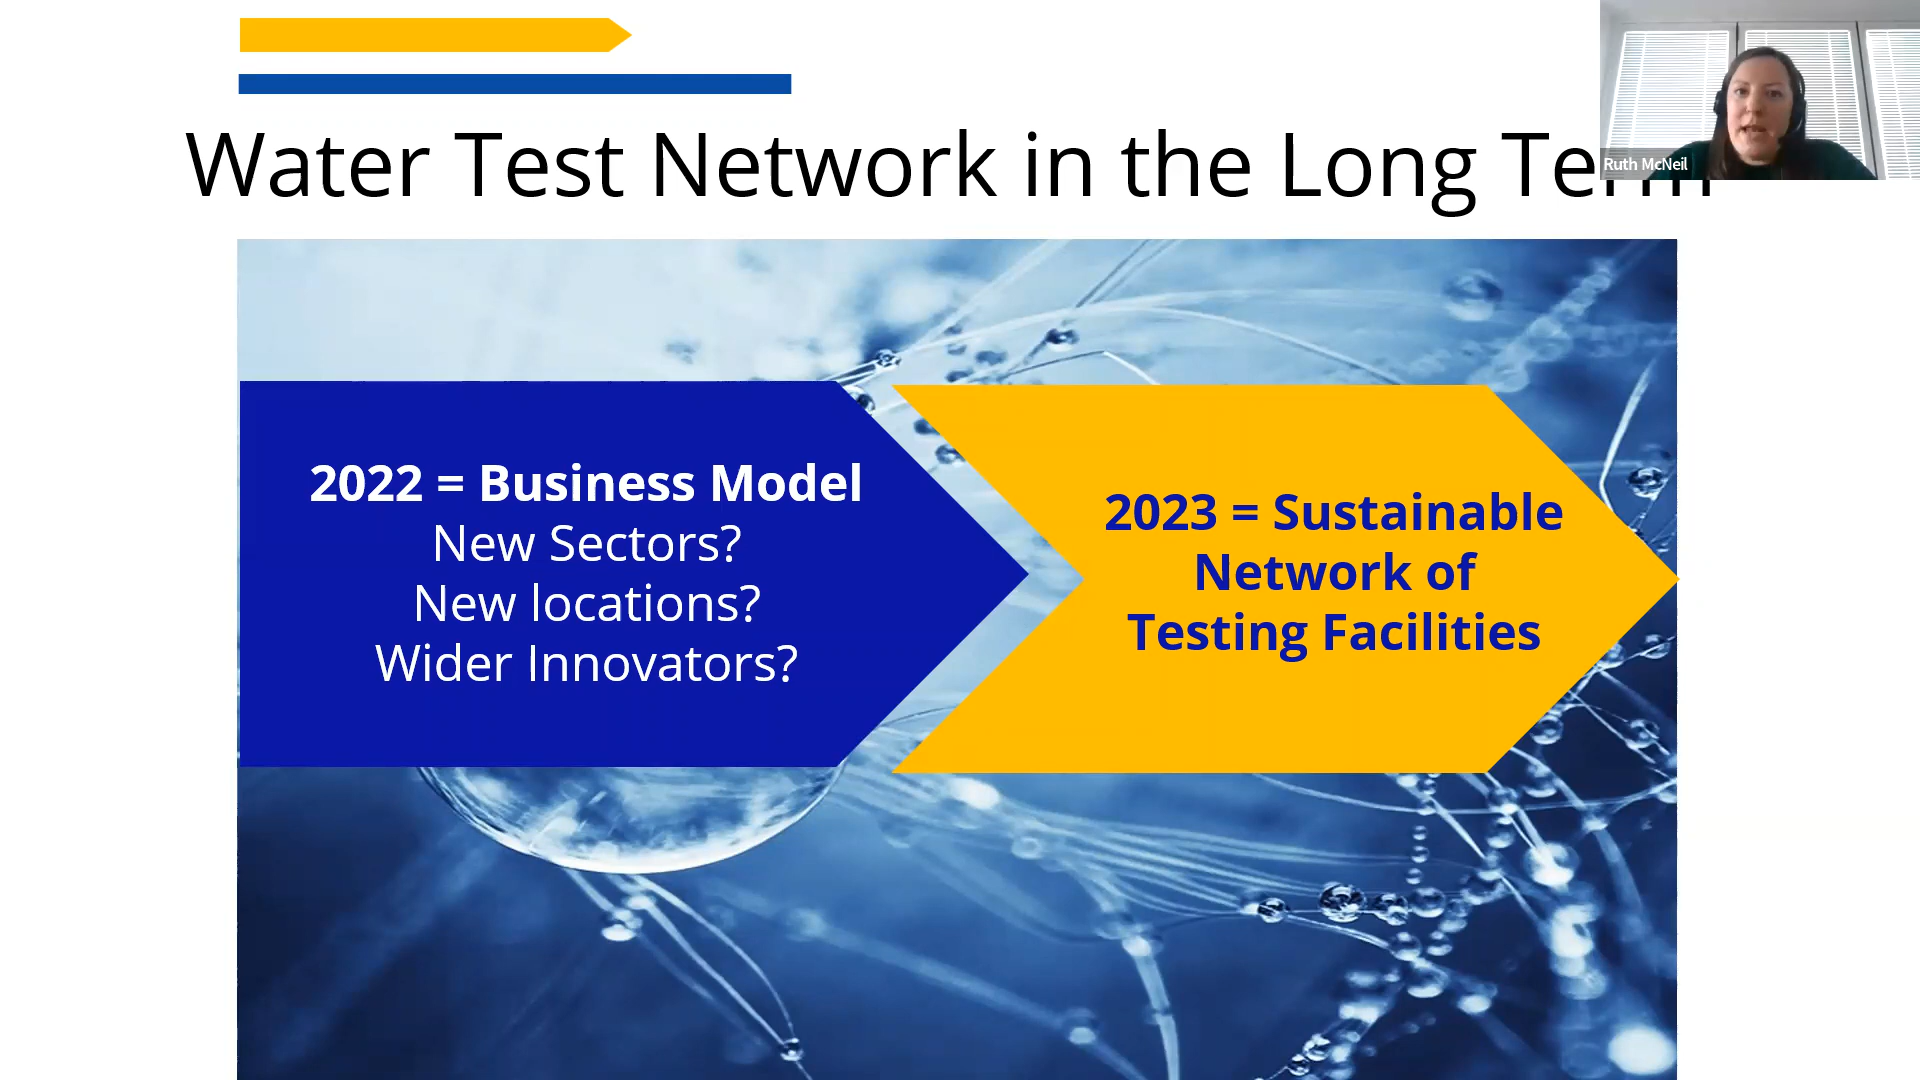 Water Test Network in the Long Term
Ruth McNeil
2022 = Business Model
New Sectors?
New locations?
Wider Innovators?
2023 = Sustainable
Network of
Testing Facilities